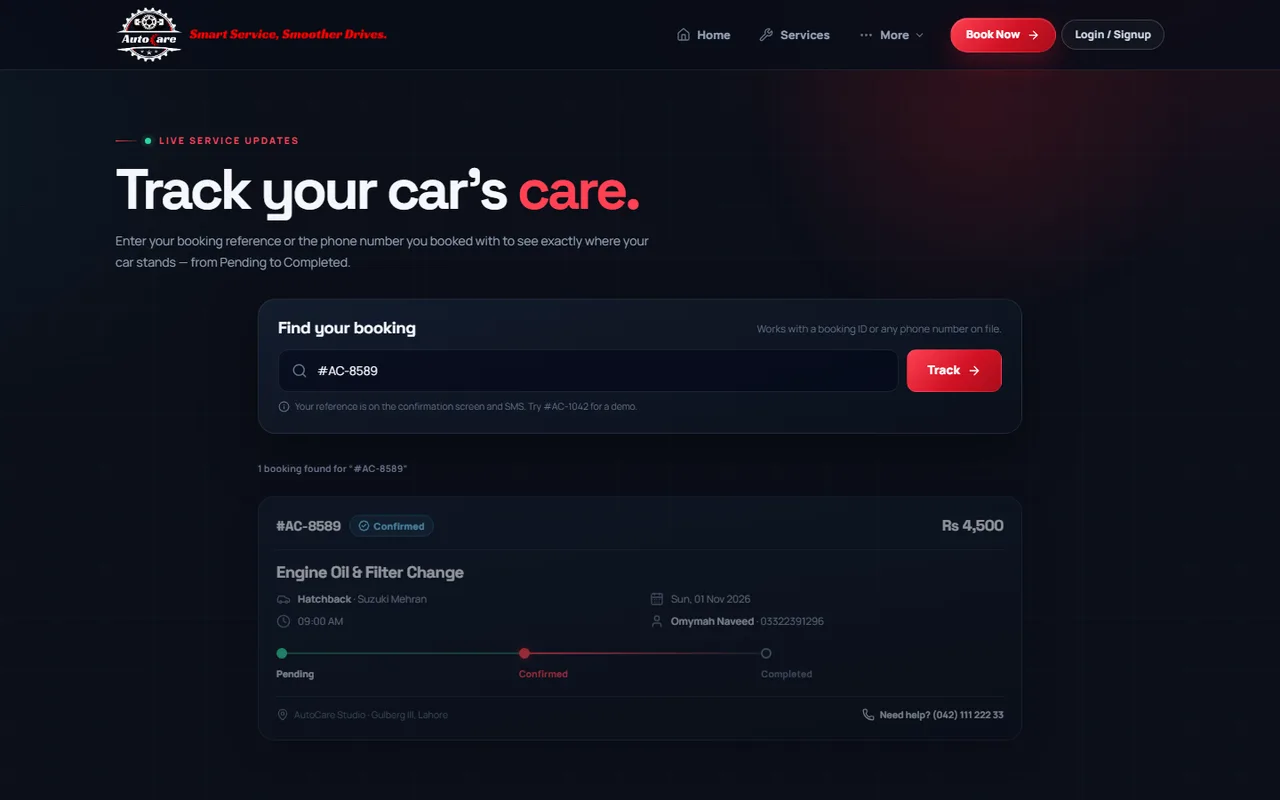 AutoCare
Smart Service, Smoother Drives.
Home
Services
More
Book Now
Login / Signup
LIVE SERVICE UPDATES
Track your car's care.
Enter your booking reference or the phone number you booked with to see exactly where your
car stands — from Pending to Completed.
Find your booking
Works with a booking ID or any phone number on file.
#AC-8589
Track
Your reference is on the confirmation screen and SMS. Try #AC-1042 for a demo.
1 booking found for "#AC-8589"
#AC-8589
Confirmed
Rs 4,500
Engine Oil & Filter Change
Hatchback · Suzuki Mehran
Sun, 01 Nov 2026
09:00 AM
Omymah Naveed · 03322391296
Pending
Confirmed
Completed
AutoCare Studio · Gulberg III, Lahore
Need help? (042) 111 222 33